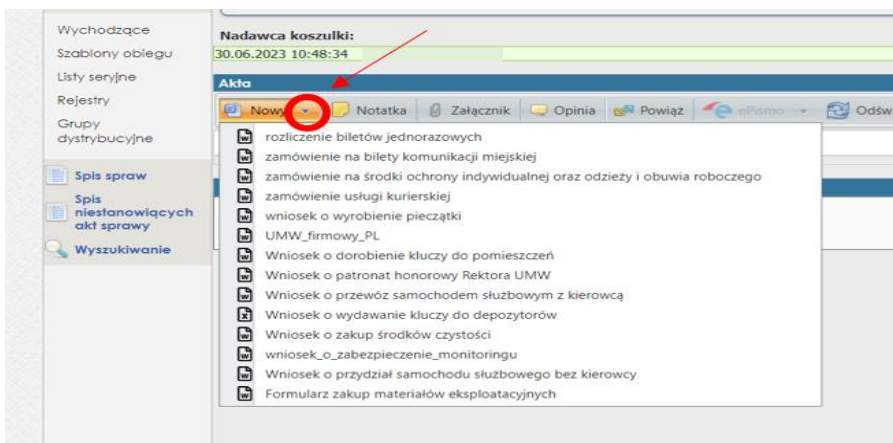 Wychodzące
Szablony obiegu
Listy seryjne
Rejestry
Grupy
dystrybucyjne
Spis spraw
Spis
niestanowiących
akt sprawy
Wyszukiwanie
Nadawca koszulki:
30.06.2023 10:48:34
Akta
Nowy Notatka Załącznik Opinia Powiąż ePismo Odśw
rozliczenie biletów jednorazowych
zamówienie na bilety komunikacji miejskiej
zamówienie na środki ochrony indywidualnej oraz odzieży i obuwia roboczego
zamówienie usługi kurierskiej
wniosek o wyrobienie pieczątki
UMW_firmowy_PL
Wniosek o dorobienie kluczy do pomieszczeń
Wniosek o patronat honorowy Rektora UMW
Wniosek o przewóz samochodem służbowym z kierowcą
Wniosek o wydawanie kluczy do depozytorów
Wniosek o zakup środków czystości
wniosek_o_zabezpieczenie_monitoringu
Wniosek o przydział samochodu służbowego bez kierowcy
Formularz zakup materiałów eksploatacyjnych